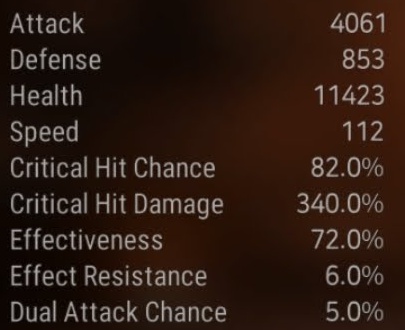 Attack 4061
Defense 853
Health 11423
Speed 112
Critical Hit Chance 82.0%
Critical Hit Damage 340.0%
Effectiveness 72.0%
Effect Resistance 6.0%
Dual Attack Chance 5.0%